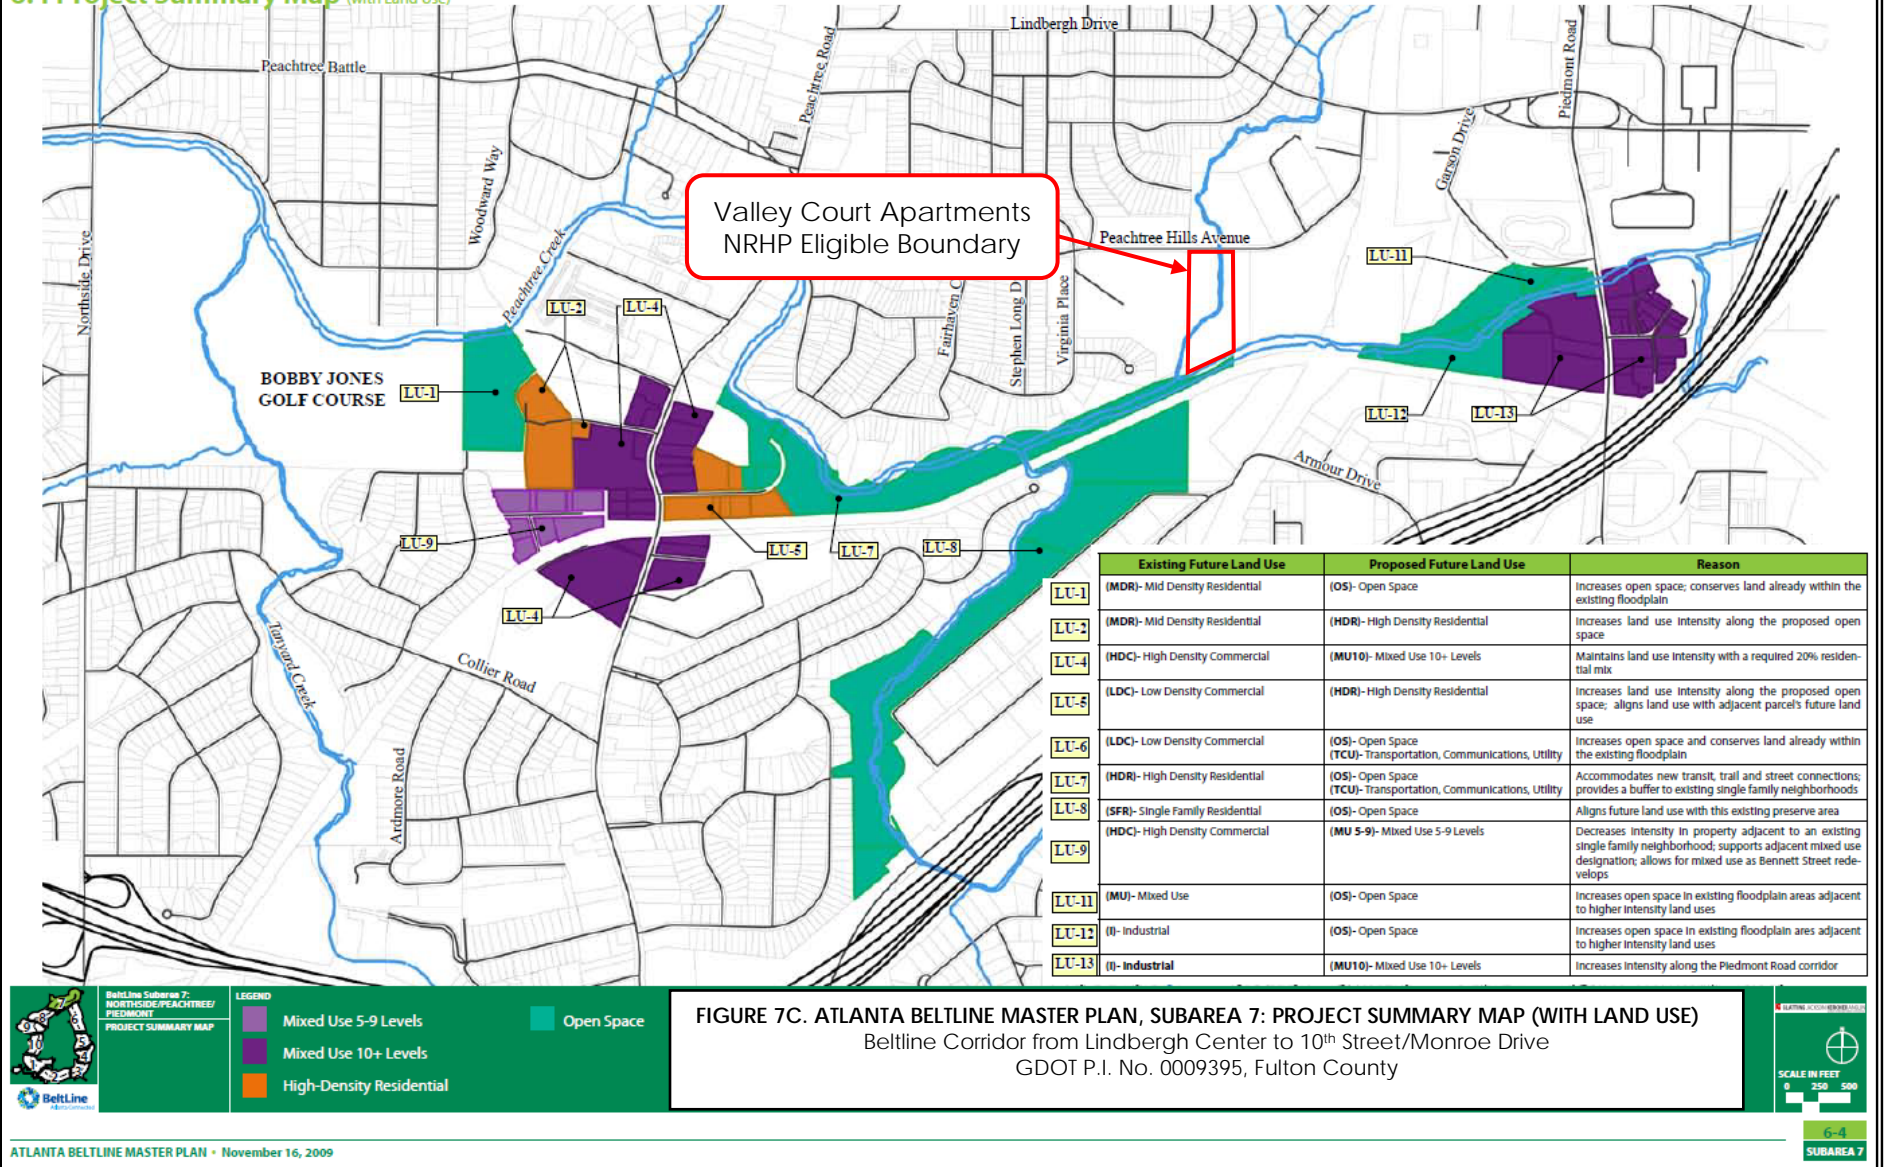 6.4 Project Summary Map (with Land Use)
Lindbergh Drive
Peachtree Battle
Peachtree Road
Piedmont Road
Garson Drive
Woodward Way
Valley Court Apartments
NRHP Eligible Boundary
Peachtree Hills Avenue
Northside Drive
Peachtree Creek
LU-11
LU-2
LU-4
Fairhaven C
Stephen Long D
Virginia Place
BOBBY JONES
GOLF COURSE
LU-1
LU-12
LU-13
Armour Drive
LU-9
LU-5
LU-7
LU-8
LU-4
Tanyard Creek
Collier Road
Ardmore Road
Existing Future Land Use Proposed Future Land Use Reason
LU-1 (MDR)- Mid Density Residential (OS)- Open Space Increases open space; conserves land already within the
existing floodplain
LU-2 (MDR)- Mid Density Residential (HDR)- High Density Residential Increases land use intensity along the proposed open
space
LU-4 (HDC)- High Density Commercial (MU10)- Mixed Use 10+ Levels Maintains land use intensity with a required 20% residen-
tial mix
LU-5 (LDC)- Low Density Commercial (HDR)- High Density Residential Increases land use intensity along the proposed open
space; aligns land use with adjacent parcel's future land
use
LU-6 (LDC)- Low Density Commercial (OS)- Open Space Increases open space and conserves land already within
(TCU)- Transportation, Communications, Utility the existing floodplain
LU-7 (HDR)- High Density Residential (OS)- Open Space Accommodates new transit, trail and street connections;
(TCU)- Transportation, Communications, Utility provides a buffer to existing single family neighborhoods
LU-8 (SFR)- Single Family Residential (OS)- Open Space Aligns future land use with this existing preserve area
LU-9 (HDC)- High Density Commercial (MU 5-9)- Mixed Use 5-9 Levels Decreases intensity in property adjacent to an existing
single family neighborhood; supports adjacent mixed use
designation; allows for mixed use as Bennett Street rede-
velops
LU-11 (MU)- Mixed Use (OS)- Open Space Increases open space in existing floodplain areas adjacent
to higher intensity land uses
LU-12 (I)- Industrial (OS)- Open Space Increases open space in existing floodplain ares adjacent
to higher intensity land uses
LU-13 (I)- Industrial (MU10)- Mixed Use 10+ Levels Increases intensity along the Piedmont Road corridor
BeltLine Subarea 7:
NORTHSIDE/PEACHTREE/
PIEDMONT
PROJECT SUMMARY MAP
BeltLine
LEGEND
Mixed Use 5-9 Levels
Mixed Use 10+ Levels
High-Density Residential
Open Space
FIGURE 7C. ATLANTA BELTLINE MASTER PLAN, SUBAREA 7: PROJECT SUMMARY MAP (WITH LAND USE)
Beltline Corridor from Lindbergh Center to 10th Street/Monroe Drive
GDOT P.I. No. 0009395, Fulton County
SCALE IN FEET
0 250 500
6-4
SUBAREA 7
ATLANTA BELTLINE MASTER PLAN • November 16, 2009